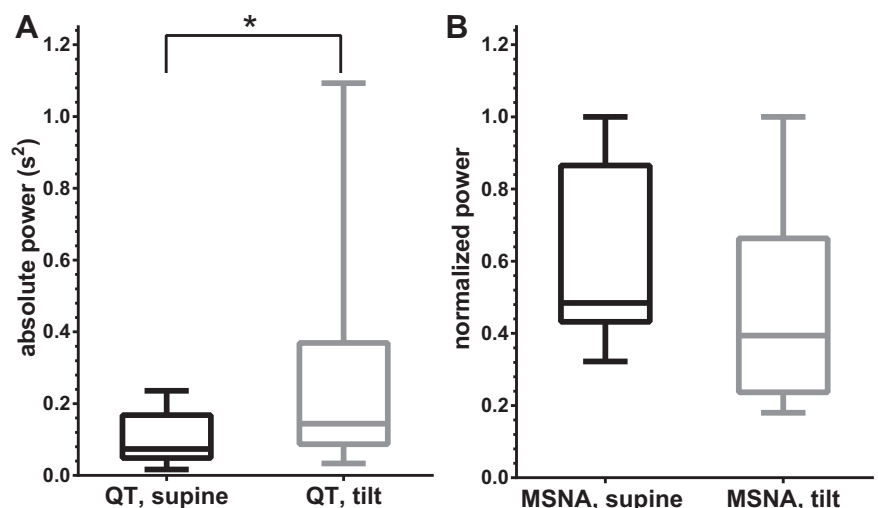 A
*
absolute power (s²)
1.2
1.0
0.8
0.6
0.4
0.2
0.0
QT, supine
QT, tilt
B
normalized power
1.2
1.0
0.8
0.6
0.4
0.2
0.0
MSNA, supine
MSNA, tilt